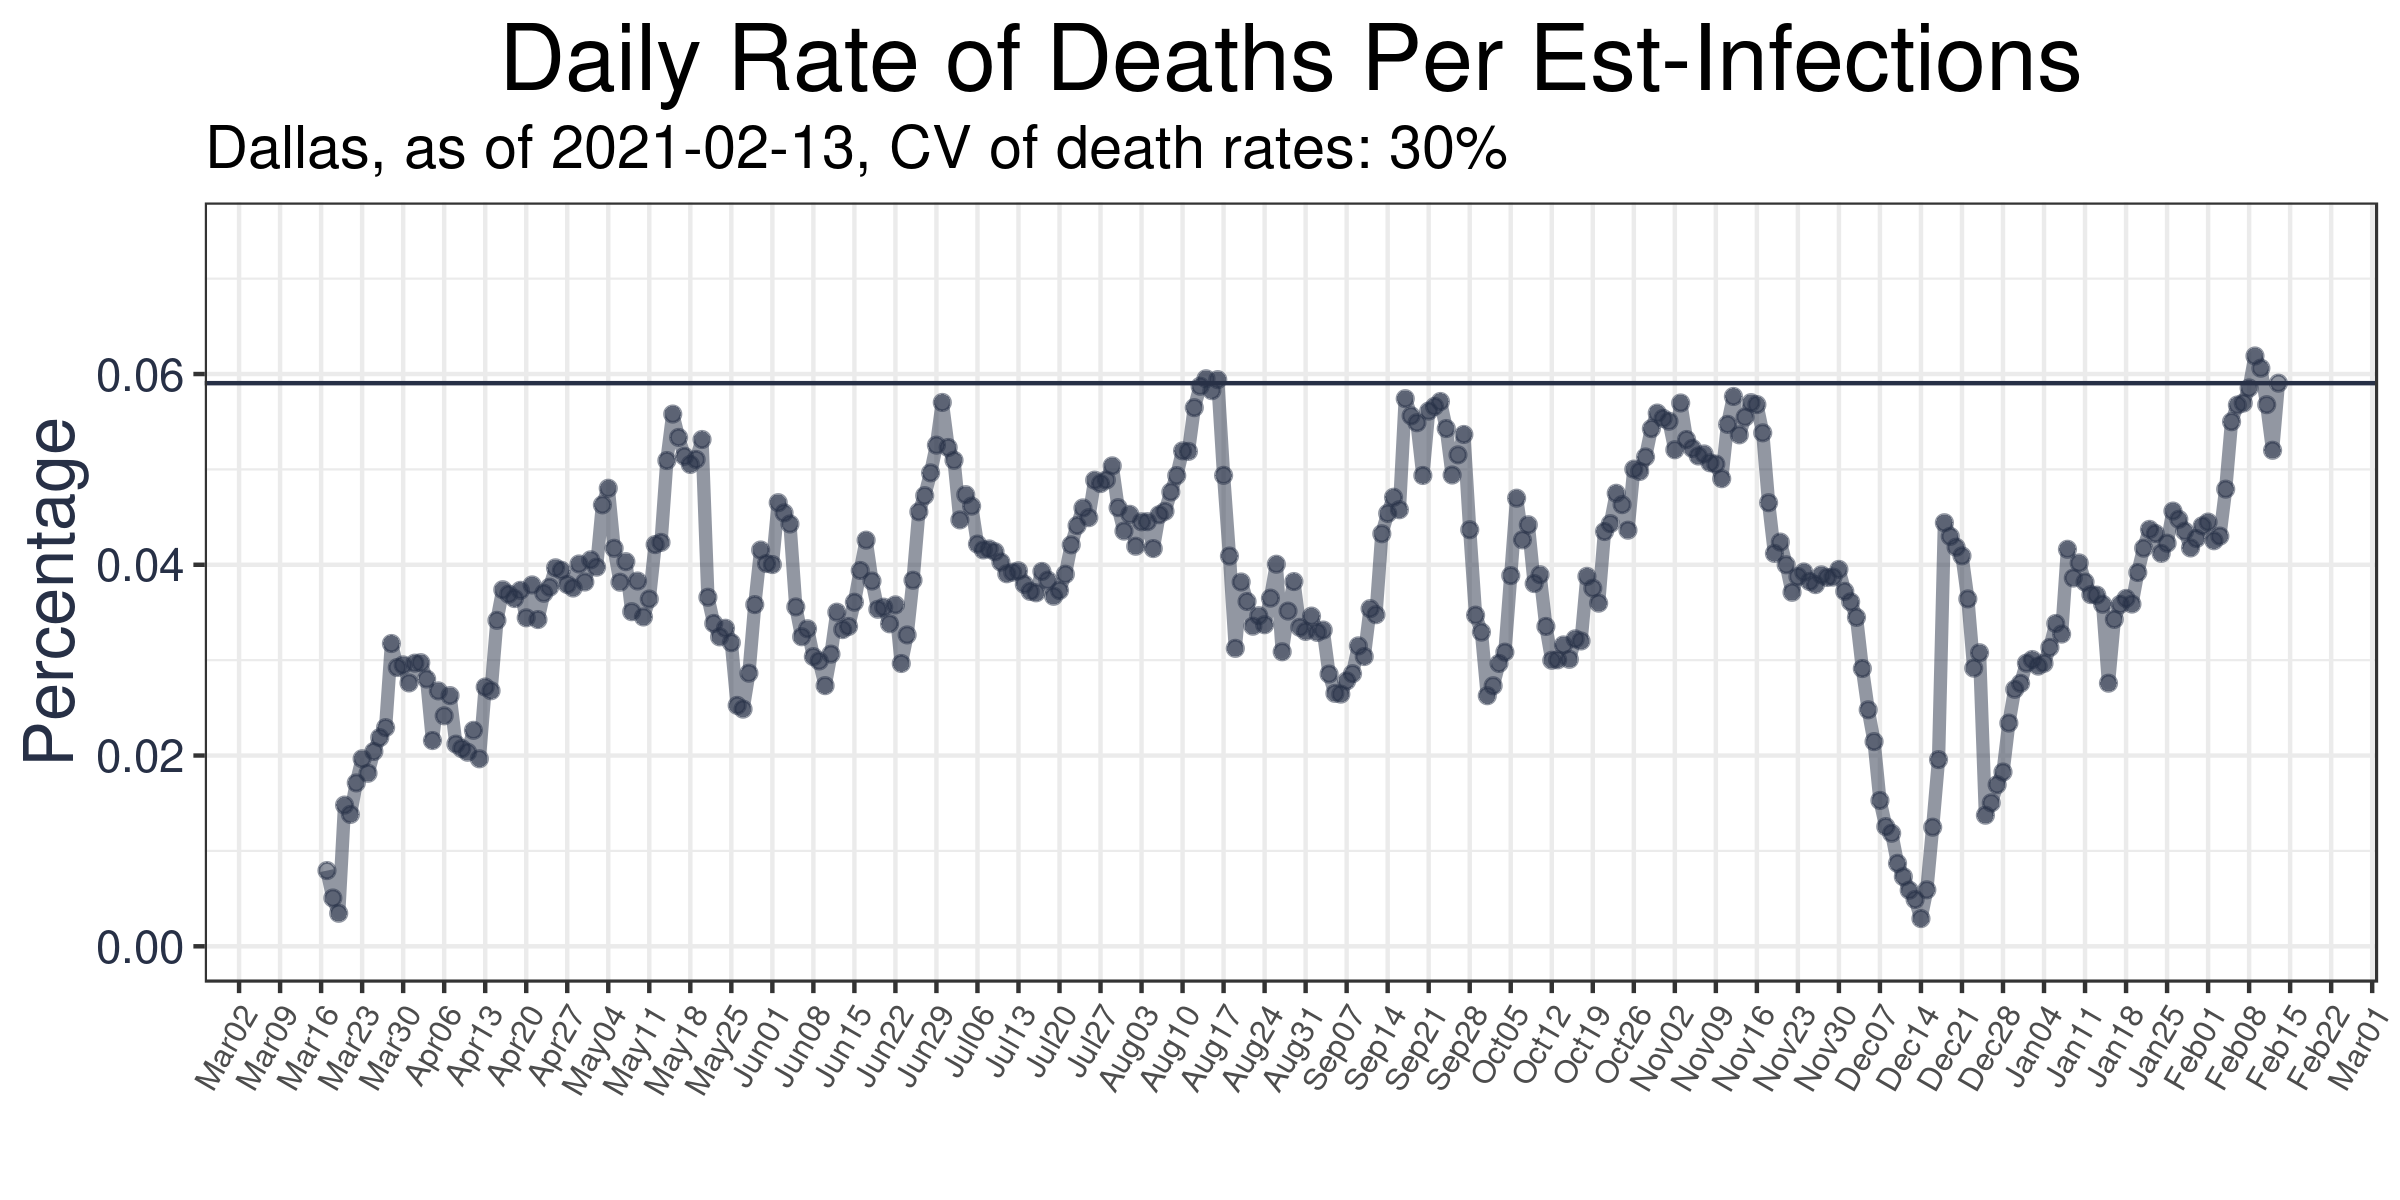 Daily Rate of Deaths Per Est-Infections
Dallas, as of 2021-02-13, CV of death rates: 30%
Percentage
0.06
0.04
0.02
0.00
Mar02
Mar09
Mar16
Mar23
Mar30
Apr06
Apr13
Apr20
Apr27
May04
May11
May18
May25
Jun01
Jun08
Jun15
Jun22
Jun29
Jul06
Jul13
Jul20
Jul27
Aug03
Aug10
Aug17
Aug24
Aug31
Sep07
Sep14
Sep21
Sep28
Oct05
Oct12
Oct19
Oct26
Nov02
Nov09
Nov16
Nov23
Nov30
Dec07
Dec14
Dec21
Dec28
Jan04
Jan11
Jan18
Jan25
Feb01
Feb08
Feb15
Feb22
Mar01